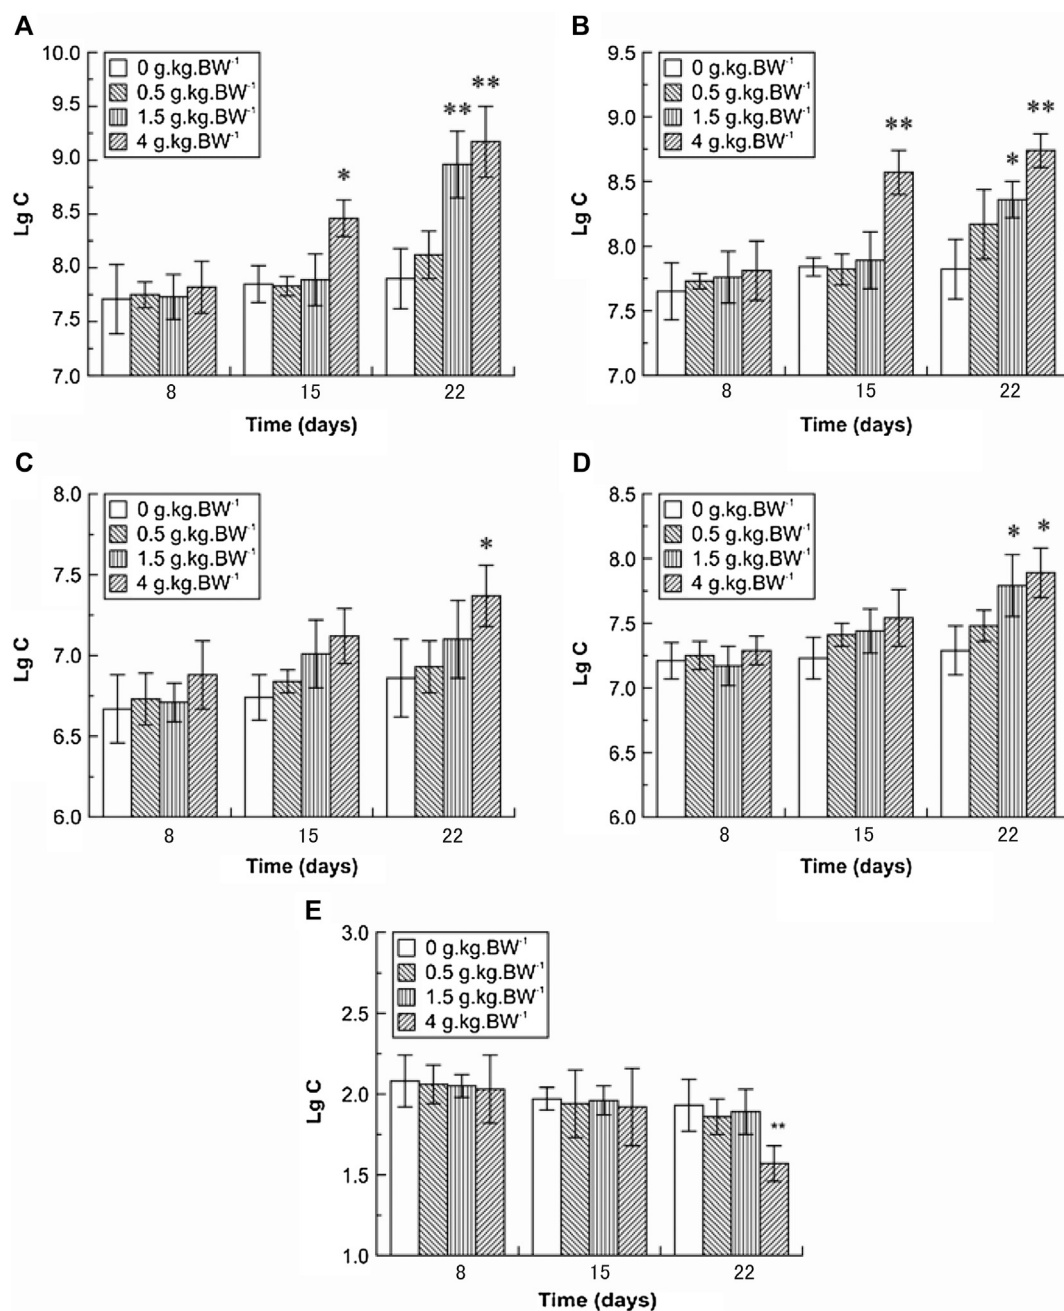 A
10.0
9.5
9.0
8.5
8.0
7.5
7.0
Lg C
0 g.kg.BW⁻¹
0.5 g.kg.BW⁻¹
1.5 g.kg.BW⁻¹
4 g.kg.BW⁻¹
*
**
**
8 15 22
Time (days)
B
9.5
9.0
8.5
8.0
7.5
7.0
Lg C
0 g.kg.BW⁻¹
0.5 g.kg.BW⁻¹
1.5 g.kg.BW⁻¹
4 g.kg.BW⁻¹
**
*
**
8 15 22
Time (days)
C
8.0
7.5
7.0
6.5
6.0
Lg C
0 g.kg.BW⁻¹
0.5 g.kg.BW⁻¹
1.5 g.kg.BW⁻¹
4 g.kg.BW⁻¹
*
8 15 22
Time (days)
D
8.5
8.0
7.5
7.0
6.5
6.0
Lg C
0 g.kg.BW⁻¹
0.5 g.kg.BW⁻¹
1.5 g.kg.BW⁻¹
4 g.kg.BW⁻¹
* *
8 15 22
Time (days)
E
3.0
2.5
2.0
1.5
1.0
Lg C
0 g.kg.BW⁻¹
0.5 g.kg.BW⁻¹
1.5 g.kg.BW⁻¹
4 g.kg.BW⁻¹
**
8 15 22
Time (days)